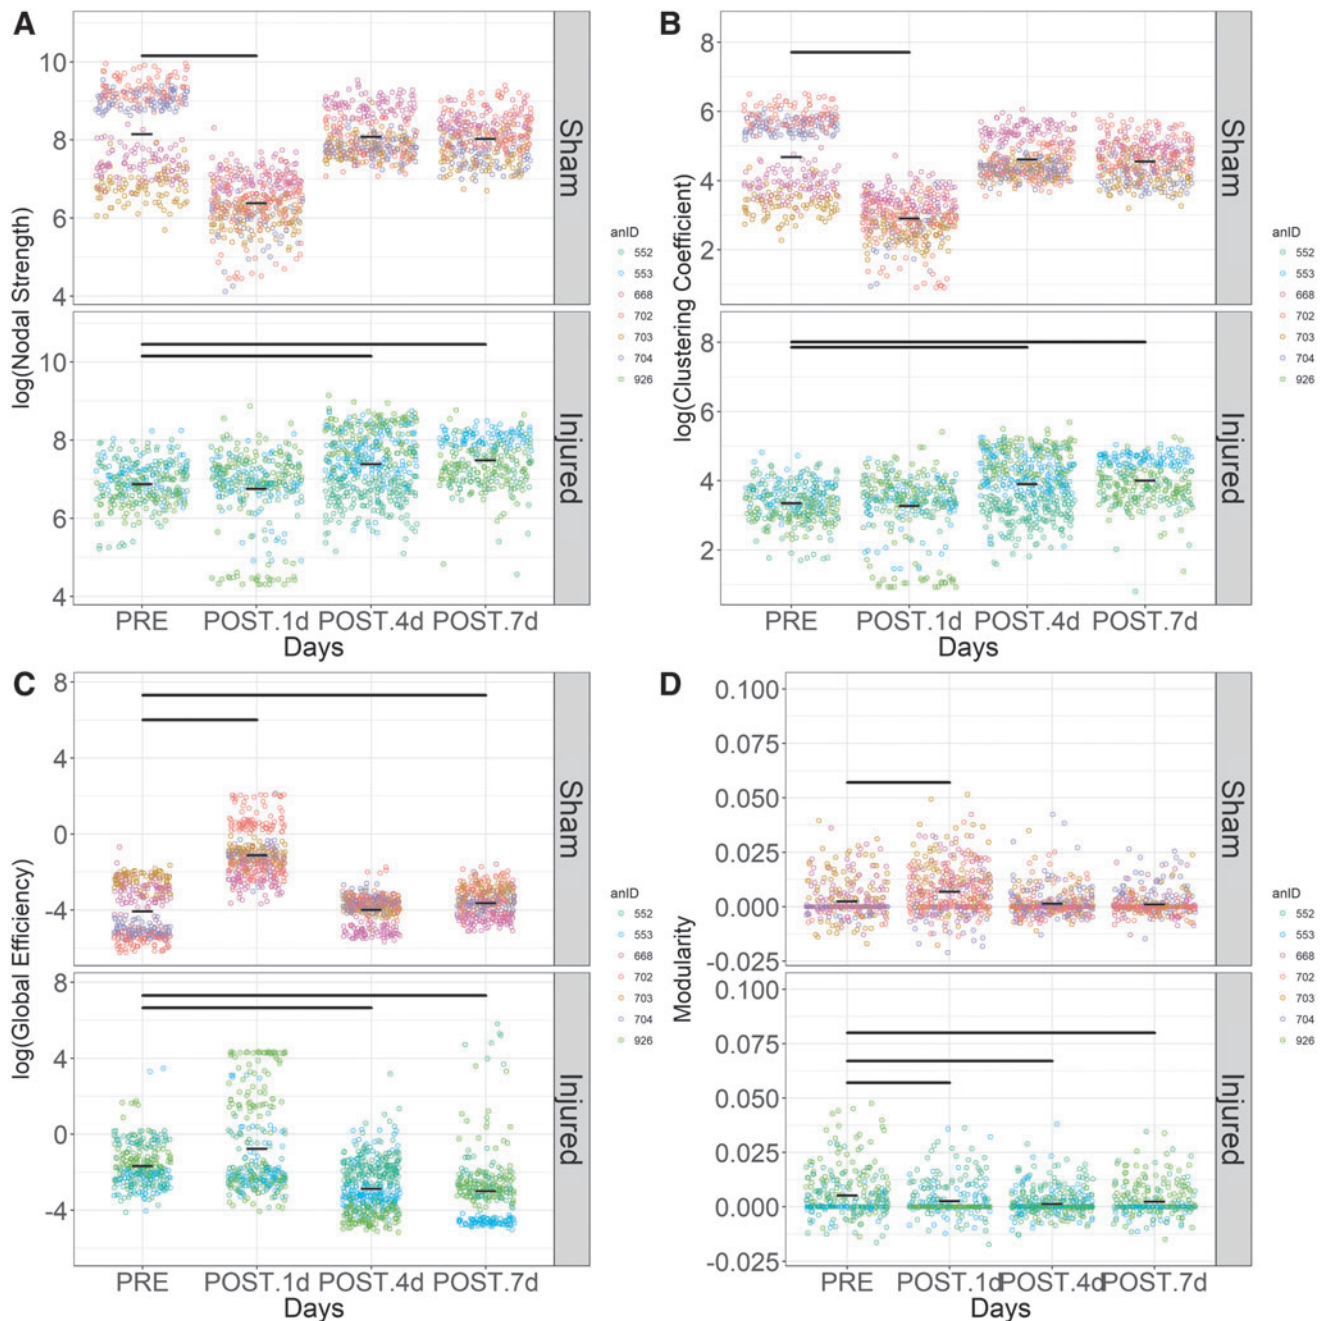 A
10
8
6
4
Sham
10
8
6
4
Injured
log(Nodal Strength)
PRE POST.1d POST.4d POST.7d
Days
anID
552
553
668
702
703
704
926
B
8
6
4
2
Sham
8
6
4
2
Injured
log(Clustering Coefficient)
PRE POST.1d POST.4d POST.7d
Days
anID
552
553
668
702
703
704
926
C
8
4
0
-4
Sham
8
4
0
-4
Injured
log(Global Efficiency)
PRE POST.1d POST.4d POST.7d
Days
anID
552
553
668
702
703
704
926
D
0.100
0.075
0.050
0.025
0.000
-0.025
Sham
0.100
0.075
0.050
0.025
0.000
-0.025
Injured
Modularity
PRE POST.1d POST.4d POST.7d
Days
anID
552
553
668
702
703
704
926